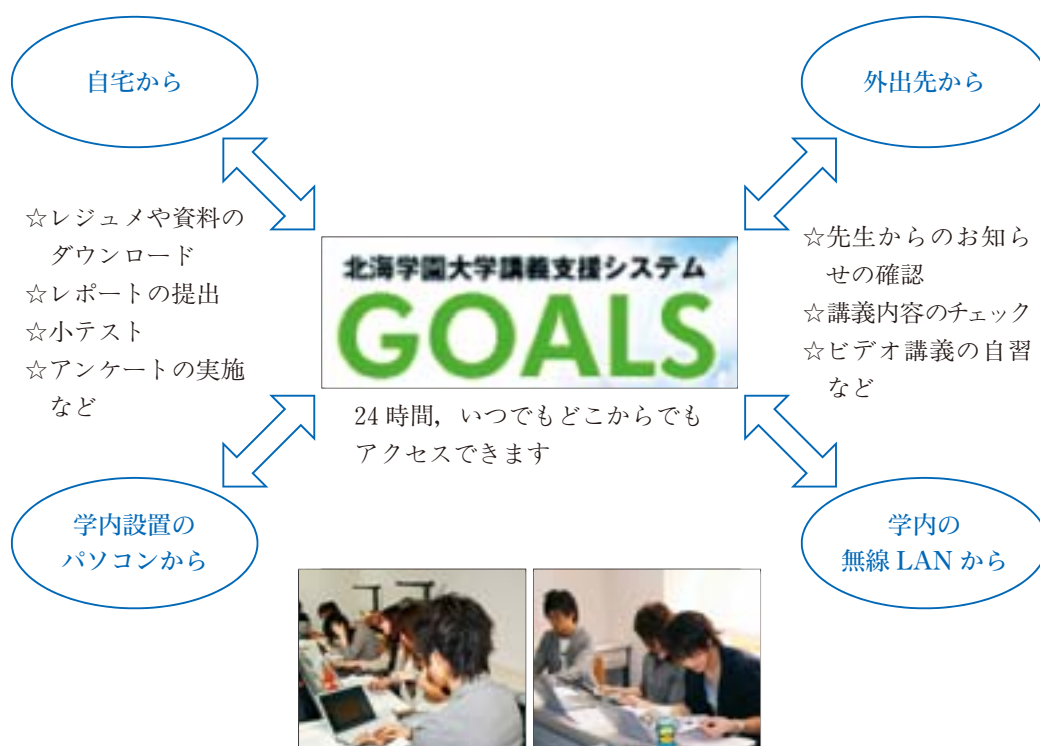 自宅から
外出先から
☆レジュメや資料の
ダウンロード
☆レポートの提出
☆小テスト
☆アンケートの実施
など
北海学園大学講義支援システム
GOALS
24時間，いつでもどこからでも
アクセスできます
☆先生からのお知ら
せの確認
☆講義内容のチェック
☆ビデオ講義の自習
など
学内設置の
パソコンから
学内の
無線 LAN から